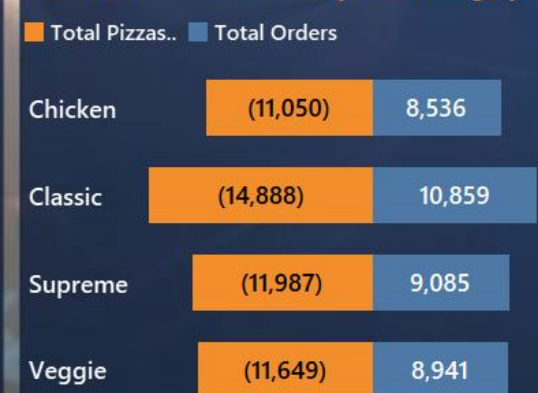 Total Pizzas.. Total Orders
Chicken (11,050) 8,536
Classic (14,888) 10,859
Supreme (11,987) 9,085
Veggie (11,649) 8,941